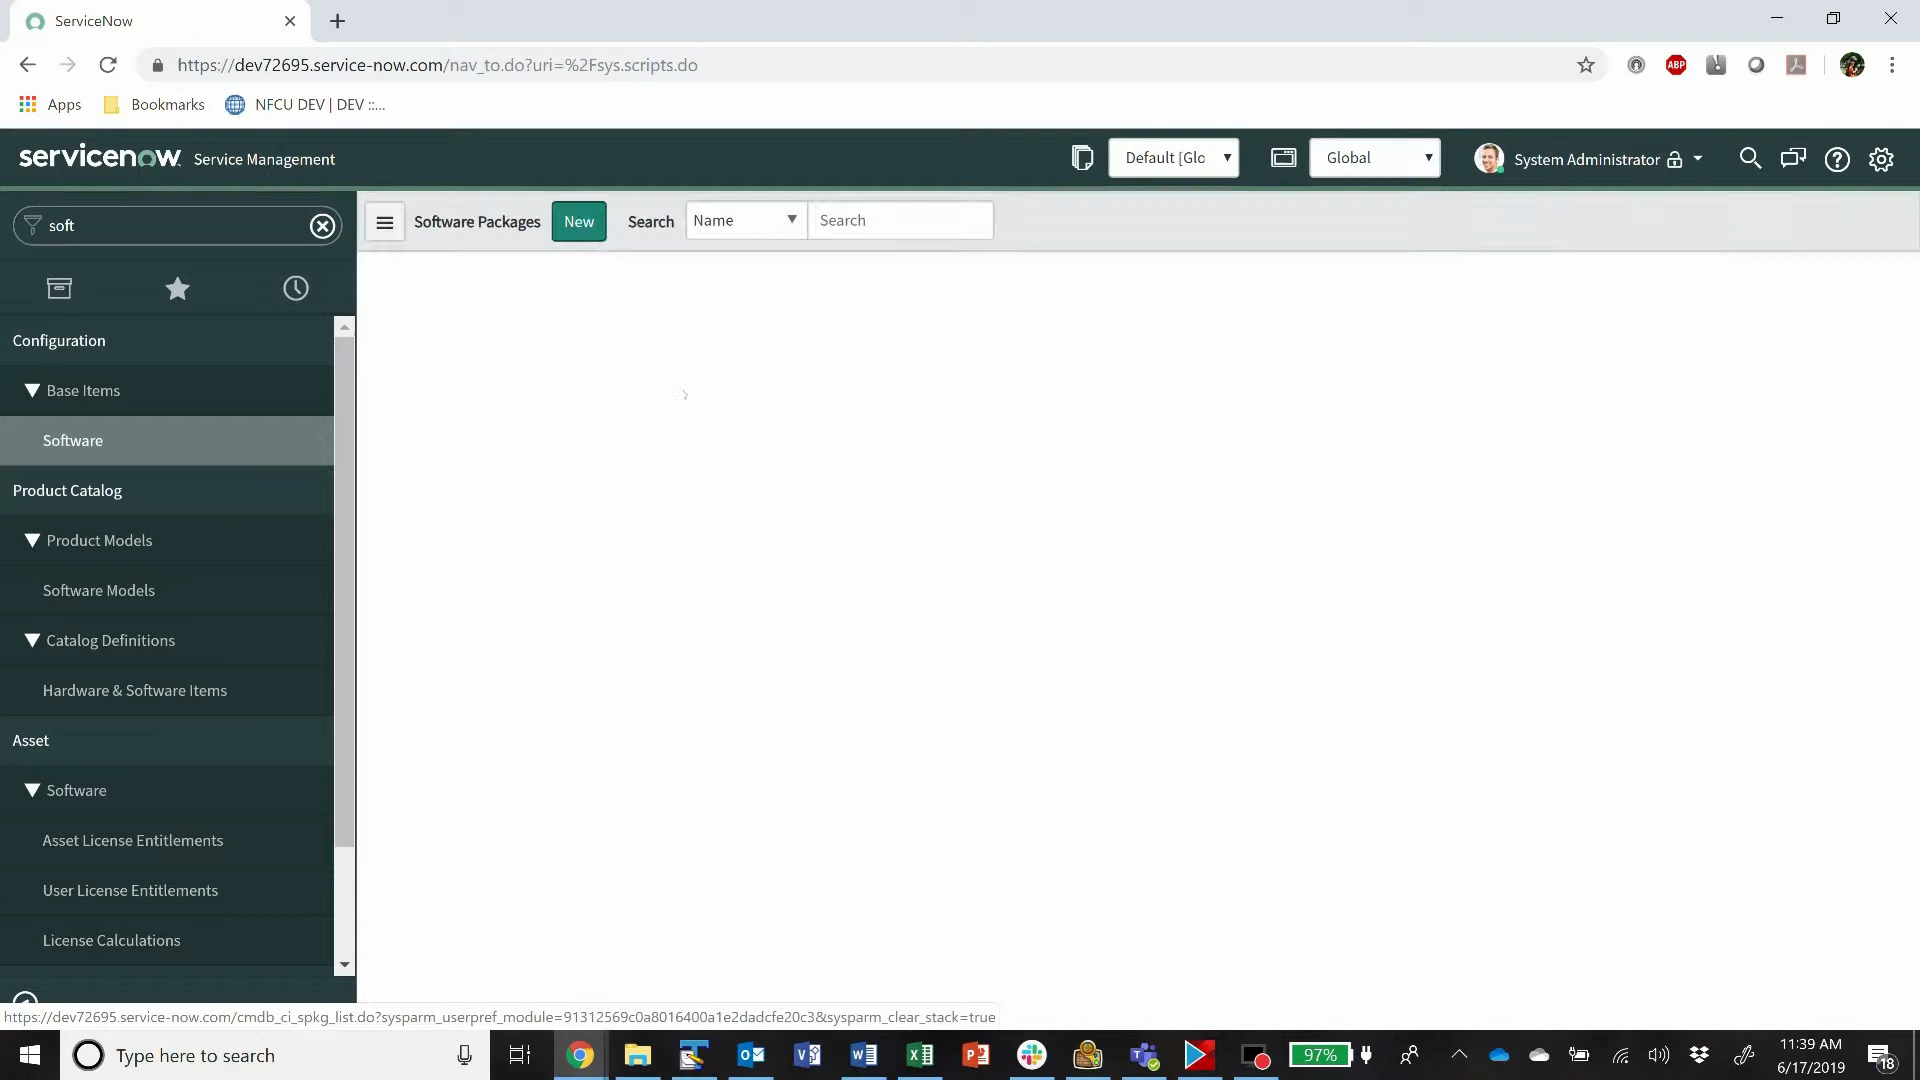 ServiceNow
https://dev72695.service-now.com/nav_to.do?uri=%2Fsys.scripts.do
ABP
Apps Bookmarks NFCU DEV | DEV ::...
servicenow Service Management Default [Glo Global System Administrator
soft
Software Packages New Search Name Search
Configuration
Base Items
Software
Product Catalog
Product Models
Software Models
Catalog Definitions
Hardware & Software Items
Asset
Software
Asset License Entitlements
User License Entitlements
License Calculations
https://dev72695.service-now.com/cmdb_ci_spkg_list.do?sysparm_userpref_module=91312569c0a8016400a1e2dadcfe20c3&sysparm_clear_stack=true
Type here to search
97%
11:39 AM
6/17/2019
18